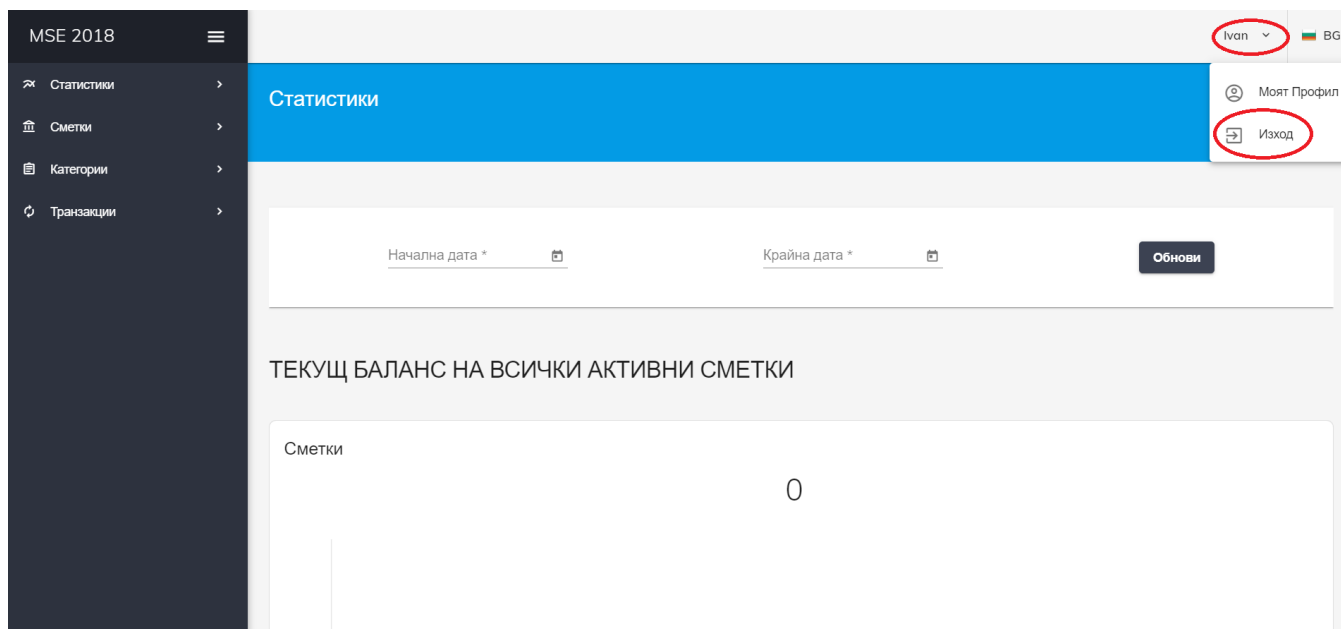 MSE 2018
Ivan
BG
Статистики
Сметки
Категории
Транзакции
Статистики
Моят Профил
Изход
Начална дата *
Крайна дата *
Обнови
ТЕКУЩ БАЛАНС НА ВСИЧКИ АКТИВНИ СМЕТКИ
Сметки
0